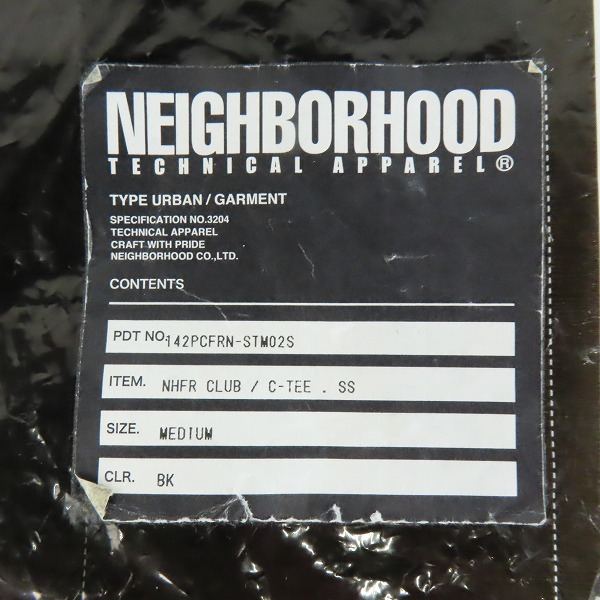 NEIGHBORHOOD
TECHNICAL APPAREL®
TYPE URBAN / GARMENT
SPECIFICATION NO.3204
TECHNICAL APPAREL
CRAFT WITH PRIDE
NEIGHBORHOOD CO.,LTD.
CONTENTS
PDT NO. 142PCFRN-STM02S
ITEM. NHFR CLUB / C-TEE . SS
SIZE. MEDIUM
CLR. BK